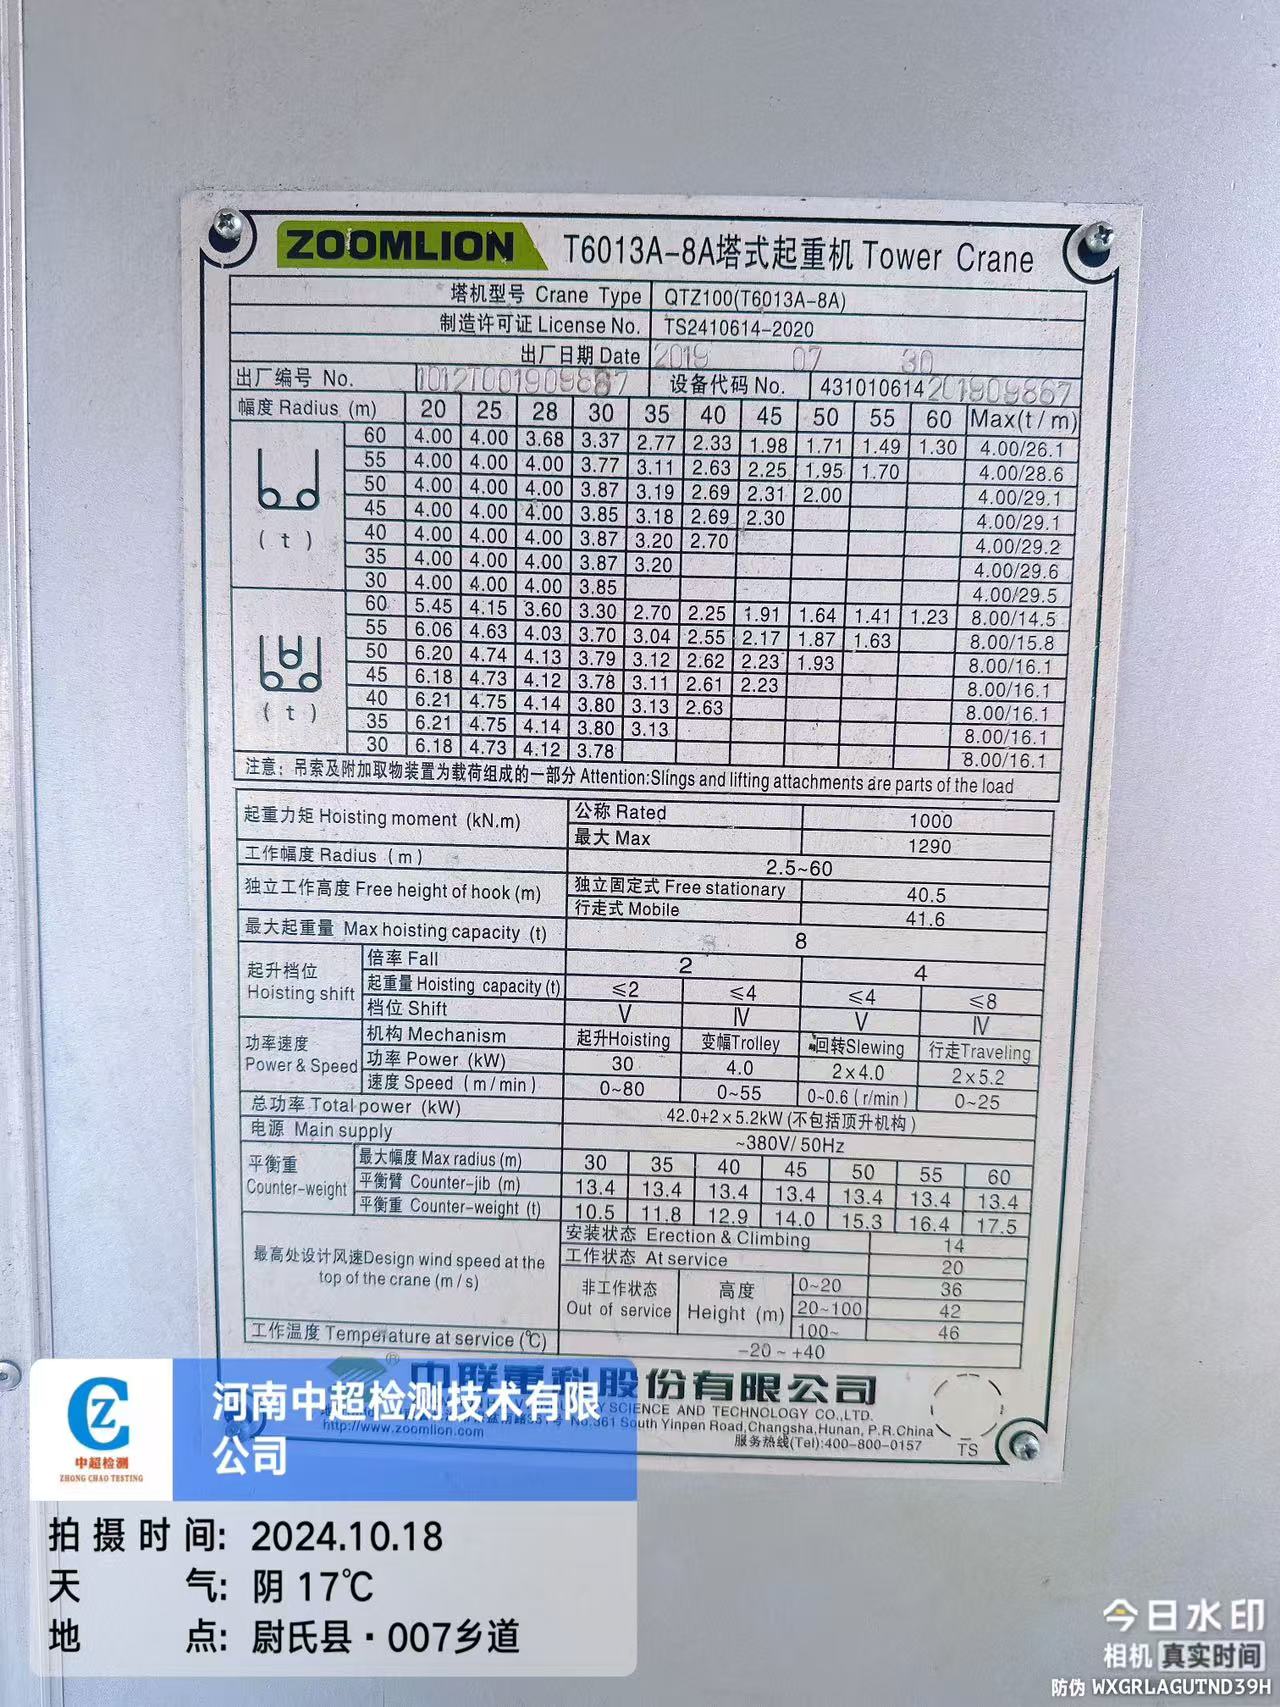 ZOOMLION T6013A-8A塔式起重机 Tower Crane
塔机型号 Crane Type QTZ100(T6013A-8A)
制造许可证 License No. TS2410614-2020
出厂日期 Date 2019 07 30
出厂编号 No. 1012T001909867 设备代码 No. 431010614201909867
幅度 Radius (m) 20 25 28 30 35 40 45 50 55 60 Max(t/m)
60 4.00 4.00 3.68 3.37 2.77 2.33 1.98 1.71 1.49 1.30 4.00/26.1
55 4.00 4.00 4.00 3.77 3.11 2.63 2.25 1.95 1.70 4.00/28.6
50 4.00 4.00 4.00 3.87 3.19 2.69 2.31 2.00 4.00/29.1
45 4.00 4.00 4.00 3.85 3.18 2.69 2.30 4.00/29.1
(t) 40 4.00 4.00 4.00 3.87 3.20 2.70 4.00/29.2
35 4.00 4.00 4.00 3.87 3.20 4.00/29.6
30 4.00 4.00 4.00 3.85 4.00/29.5
60 5.45 4.15 3.60 3.30 2.70 2.25 1.91 1.64 1.41 1.23 8.00/14.5
55 6.06 4.63 4.03 3.70 3.04 2.55 2.17 1.87 1.63 8.00/15.8
50 6.20 4.74 4.13 3.79 3.12 2.62 2.23 1.93 8.00/16.1
45 6.18 4.73 4.12 3.78 3.11 2.61 2.23 8.00/16.1
(t) 40 6.21 4.75 4.14 3.80 3.13 2.63 8.00/16.1
35 6.21 4.75 4.14 3.80 3.13 8.00/16.1
30 6.18 4.73 4.12 3.78 8.00/16.1
注意：吊索及附加取物装置为载荷组成的一部分 Attention:Slings and lifting attachments are parts of the load
起重力矩 Hoisting moment (kN.m) 公称 Rated 1000
最大 Max 1290
工作幅度 Radius (m) 2.5~60
独立工作高度 Free height of hook (m) 独立固定式 Free stationary 40.5
行走式 Mobile 41.6
最大起重量 Max hoisting capacity (t) 8
起升档位 Hoisting shift 倍率 Fall 2 4
起重量 Hoisting capacity (t) ≤2 ≤4 ≤4 ≤8
档位 Shift Ⅴ Ⅳ Ⅴ Ⅳ
功率速度 Power & Speed 机构 Mechanism 起升Hoisting 变幅Trolley 回转Slewing 行走Traveling
功率 Power (kW) 30 4.0 2×4.0 2×5.2
速度 Speed (m/min) 0~80 0~55 0~0.6 (r/min) 0~25
总功率 Total power (kW) 42.0+2×5.2kW (不包括顶升机构)
电源 Main supply ~380V/ 50Hz
平衡重 Counter-weight 最大幅度 Max radius (m) 30 35 40 45 50 55 60
平衡臂 Counter-jib (m) 13.4 13.4 13.4 13.4 13.4 13.4 13.4
平衡重 Counter-weight (t) 10.5 11.8 12.9 14.0 15.3 16.4 17.5
最高处设计风速Design wind speed at the top of the crane (m/s) 安装状态 Erection & Climbing 14
工作状态 At service 20
非工作状态 Out of service 高度 Height (m) 0~20 36
20~100 42
100~ 46
工作温度 Temperature at service (℃) -20 ~ +40
® 中联重科股份有限公司
SCIENCE AND TECHNOLOGY CO.,LTD.
No.361 South Yinpen Road,Changsha,Hunan, P.R.China
http://www.zoomlion.com 服务热线(Tel):400-800-0157
TS
CZ
中超检测
ZHONG CHAO TESTING
河南中超检测技术有限
公司
拍摄时间: 2024.10.18
天 气: 阴 17℃
地 点: 尉氏县·007乡道
今日水印
相机 真实时间
防伪 WXGRLAGUTND39H